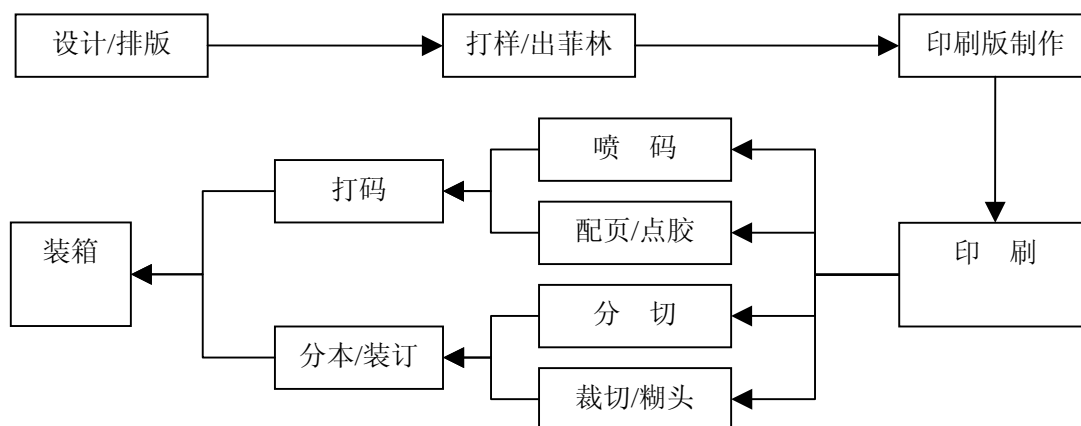 设计/排版
打样/出菲林
印刷版制作
喷　码
打码
配页/点胶
装箱
印　刷
分　切
分本/装订
裁切/糊头